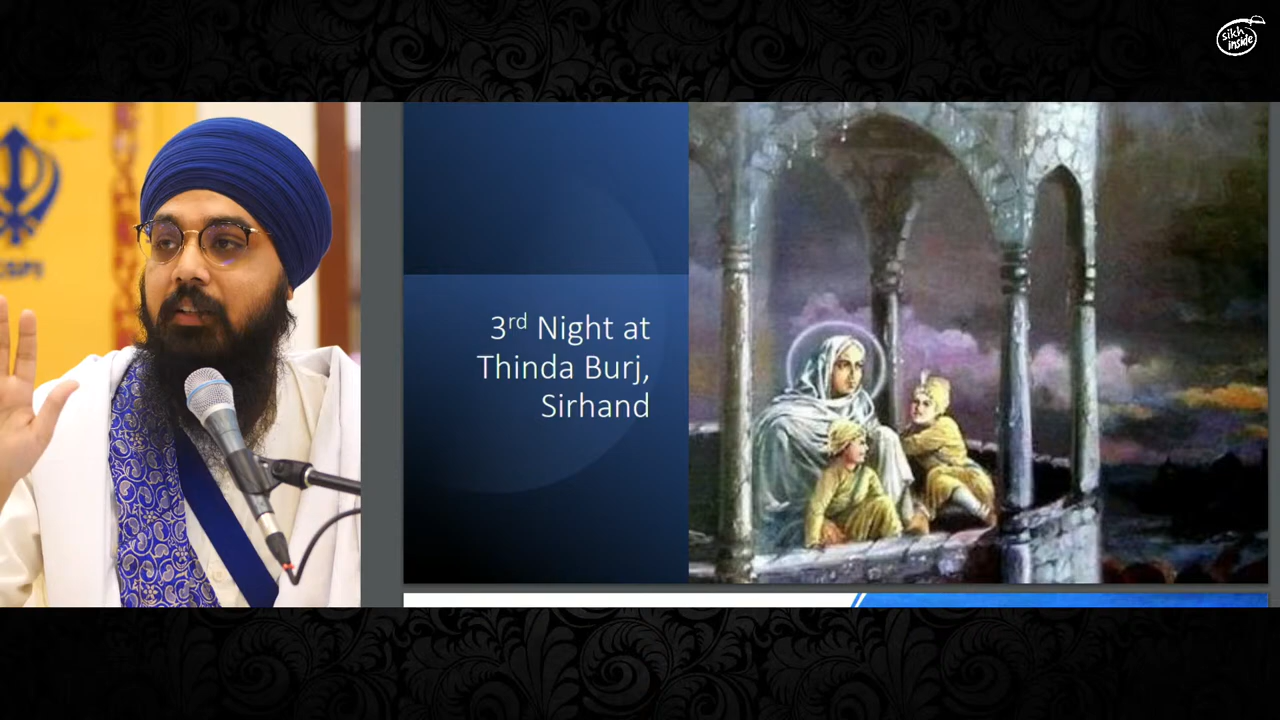 sikh
inside
3rd Night at
Thinda Burj,
Sirhand